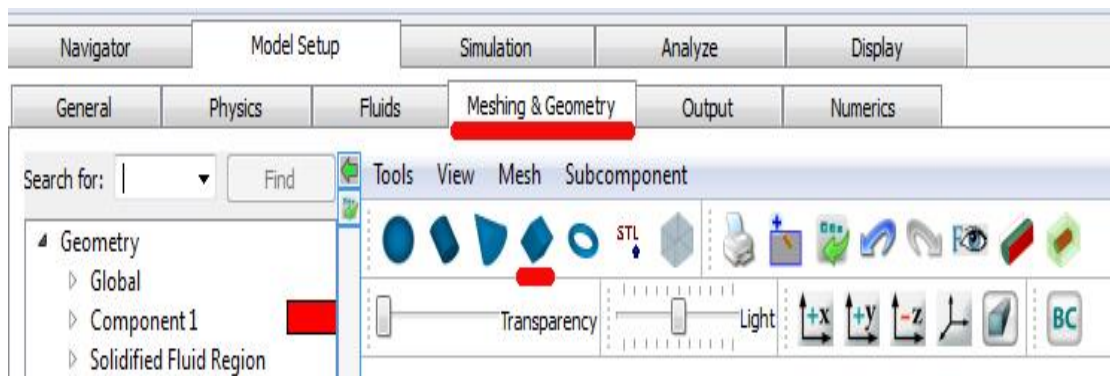 Navigator Model Setup Simulation Analyze Display
General Physics Fluids Meshing & Geometry Output Numerics
Search for: Find Tools View Mesh Subcomponent
STL
Geometry
Global
Component 1 Transparency Light +x +y -z BC
Solidified Fluid Region